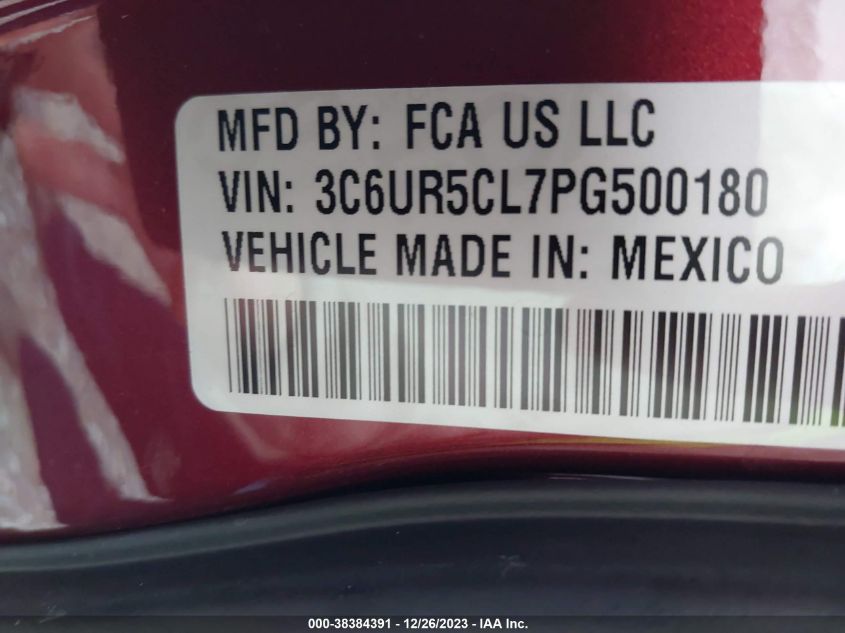 MFD BY: FCA US LLC
VIN: 3C6UR5CL7PG500180
VEHICLE MADE IN: MEXICO
000-38384391 - 12/26/2023 - IAA Inc.